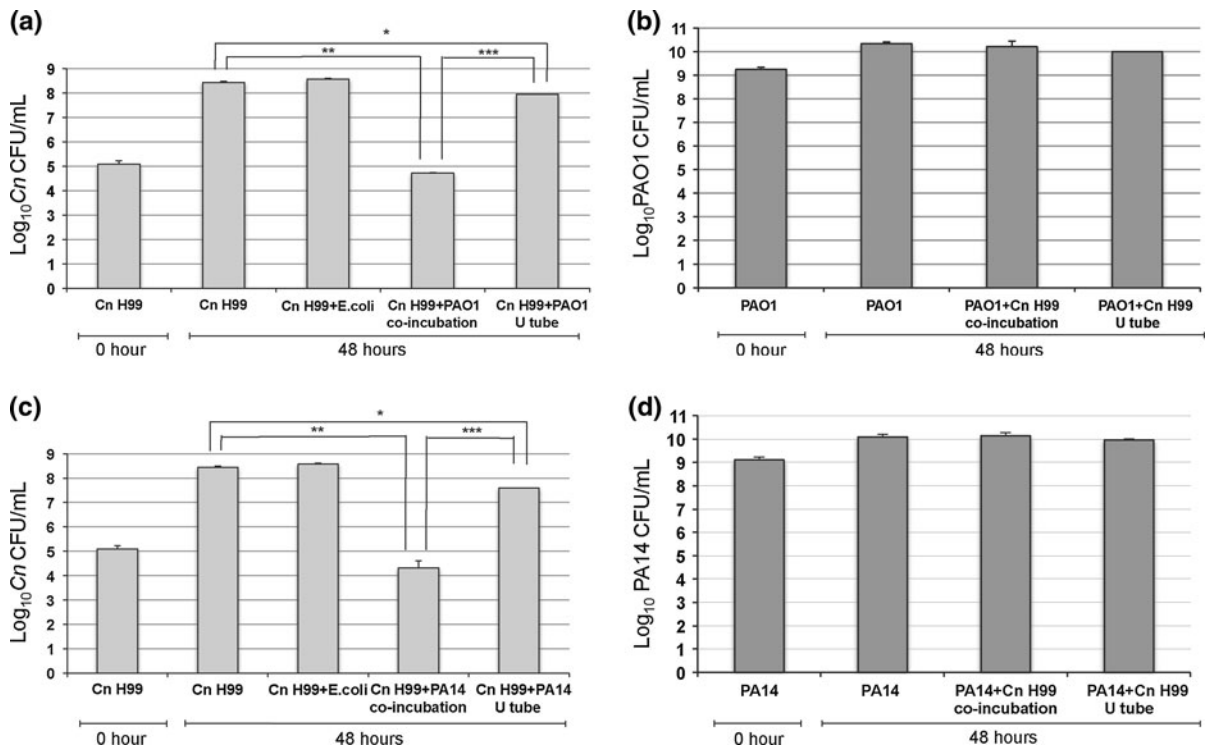 (a)
*
**
***
Log10Cn CFU/mL
9
8
7
6
5
4
3
2
1
0
Cn H99
Cn H99
Cn H99+E.coli
Cn H99+PAO1
co-incubation
Cn H99+PAO1
U tube
0 hour
48 hours
(b)
Log10PAO1 CFU/mL
11
10
9
8
7
6
5
4
3
2
1
0
PAO1
PAO1
PAO1+Cn H99
co-incubation
PAO1+Cn H99
U tube
0 hour
48 hours
(c)
*
**
***
Log10Cn CFU/mL
9
8
7
6
5
4
3
2
1
0
Cn H99
Cn H99
Cn H99+E.coli
Cn H99+PA14
co-incubation
Cn H99+PA14
U tube
0 hour
48 hours
(d)
Log10 PA14 CFU/mL
11
10
9
8
7
6
5
4
3
2
1
0
PA14
PA14
PA14+Cn H99
co-incubation
PA14+Cn H99
U tube
0 hour
48 hours